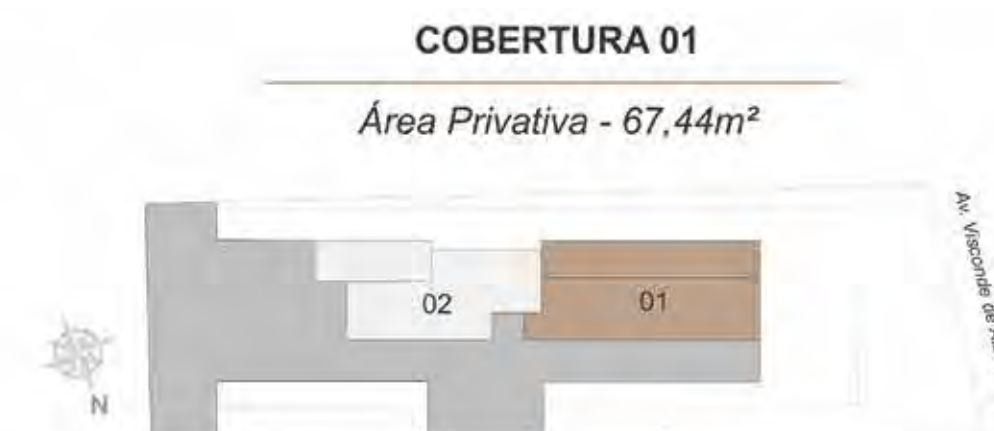 COBERTURA 01
Área Privativa - 67,44m²
Av. Visconde de
02
01
N